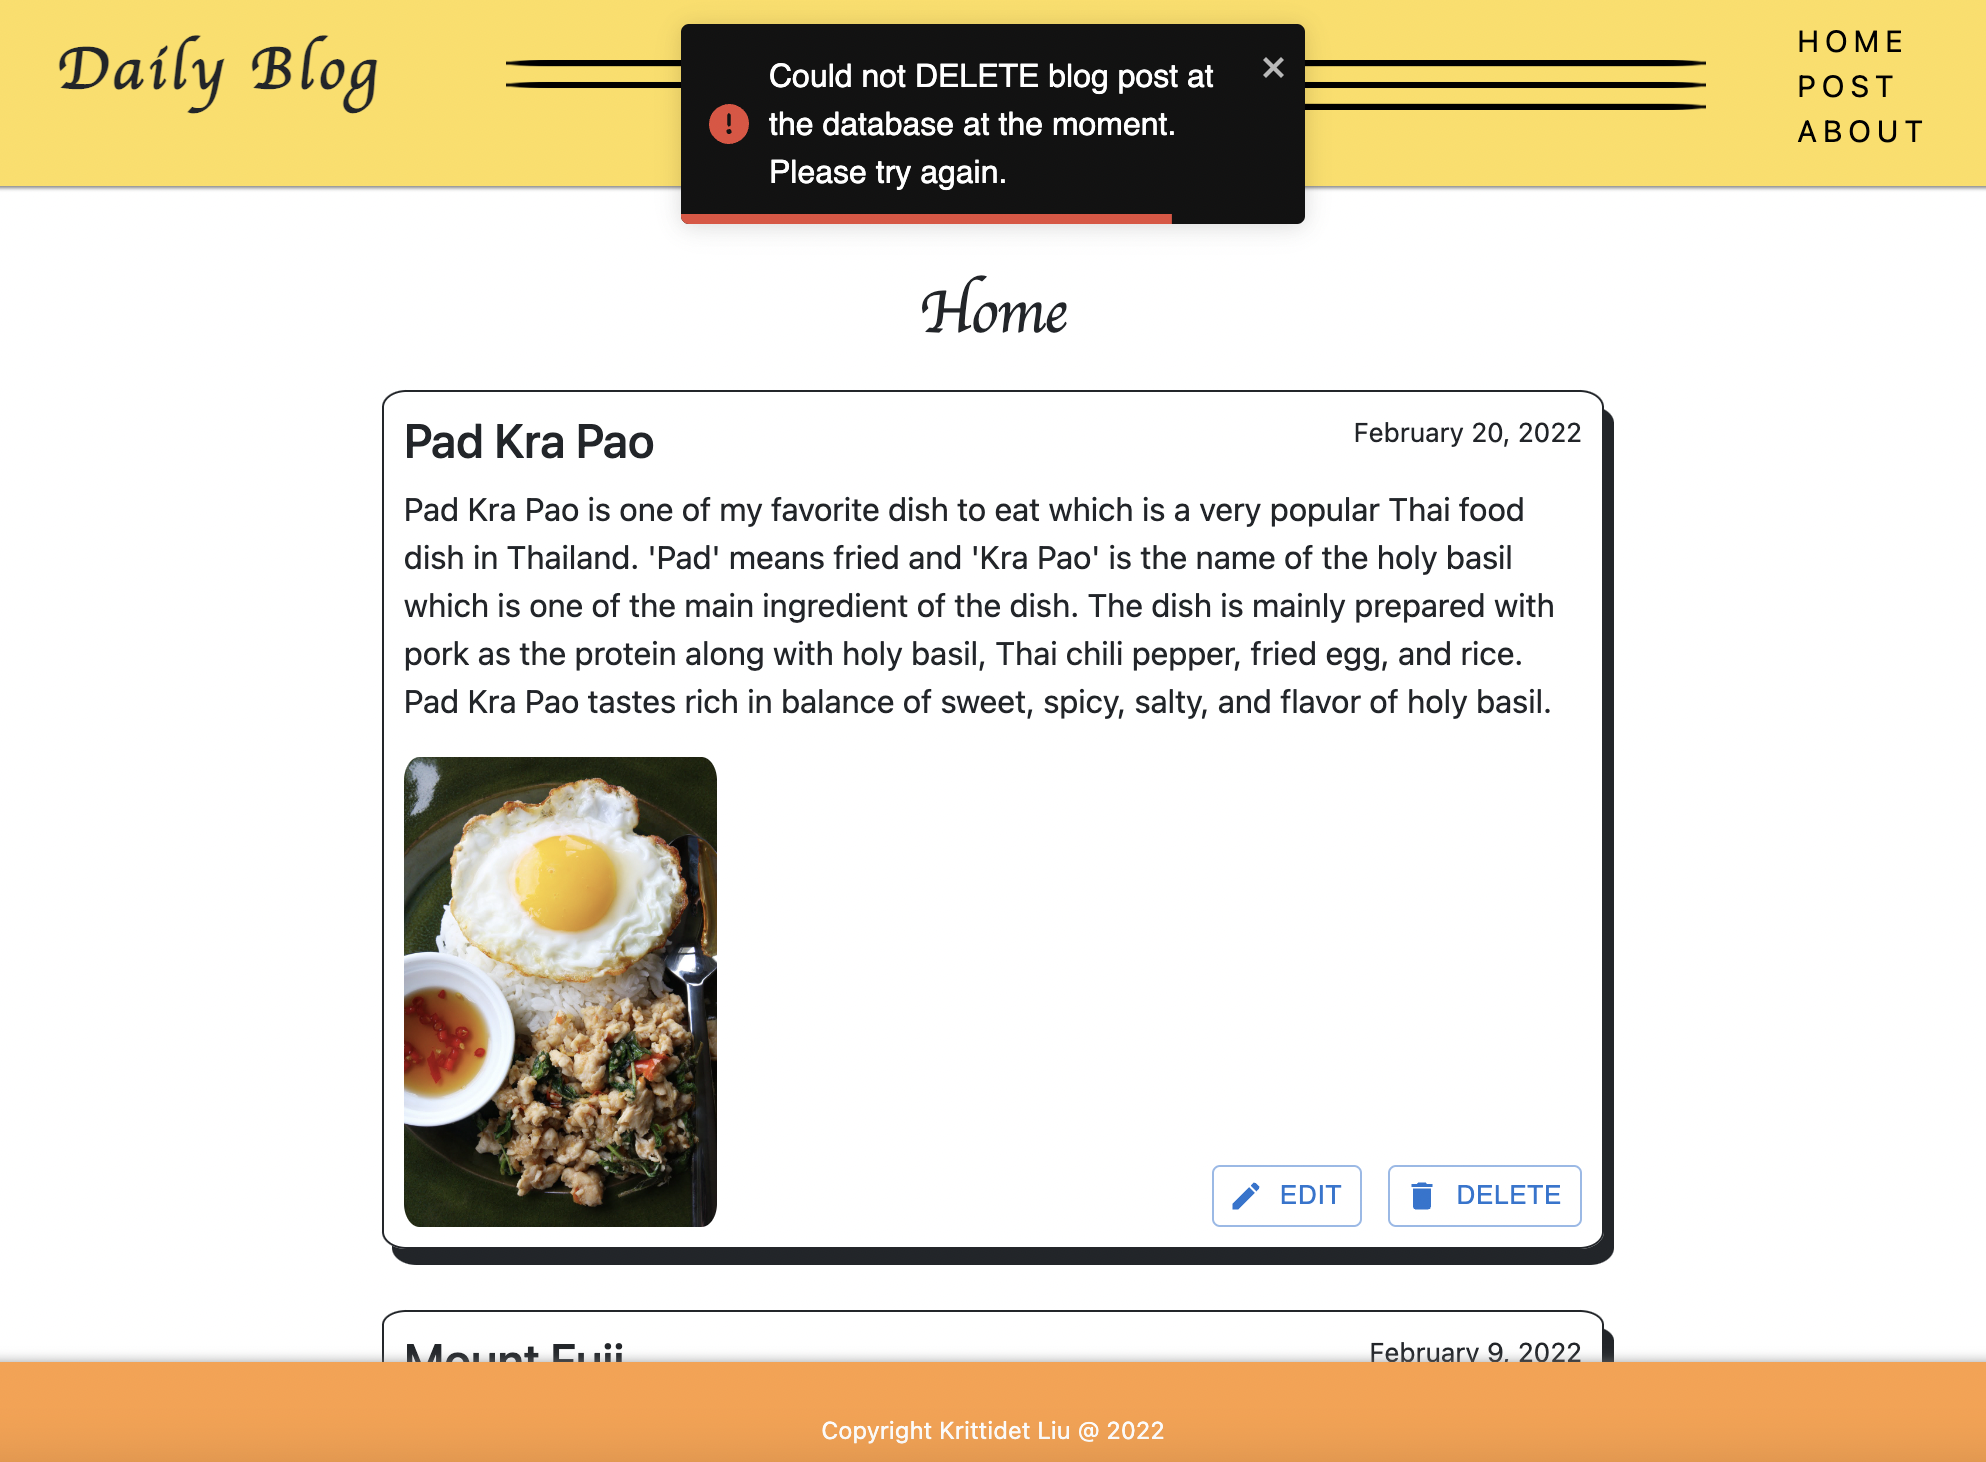 Daily Blog
Could not DELETE blog post at
the database at the moment.
Please try again.
HOME
POST
ABOUT
Home
Pad Kra Pao
February 20, 2022
Pad Kra Pao is one of my favorite dish to eat which is a very popular Thai food
dish in Thailand. 'Pad' means fried and 'Kra Pao' is the name of the holy basil
which is one of the main ingredient of the dish. The dish is mainly prepared with
pork as the protein along with holy basil, Thai chili pepper, fried egg, and rice.
Pad Kra Pao tastes rich in balance of sweet, spicy, salty, and flavor of holy basil.
EDIT
DELETE
Mount Fuji
February 9, 2022
Copyright Krittidet Liu @ 2022